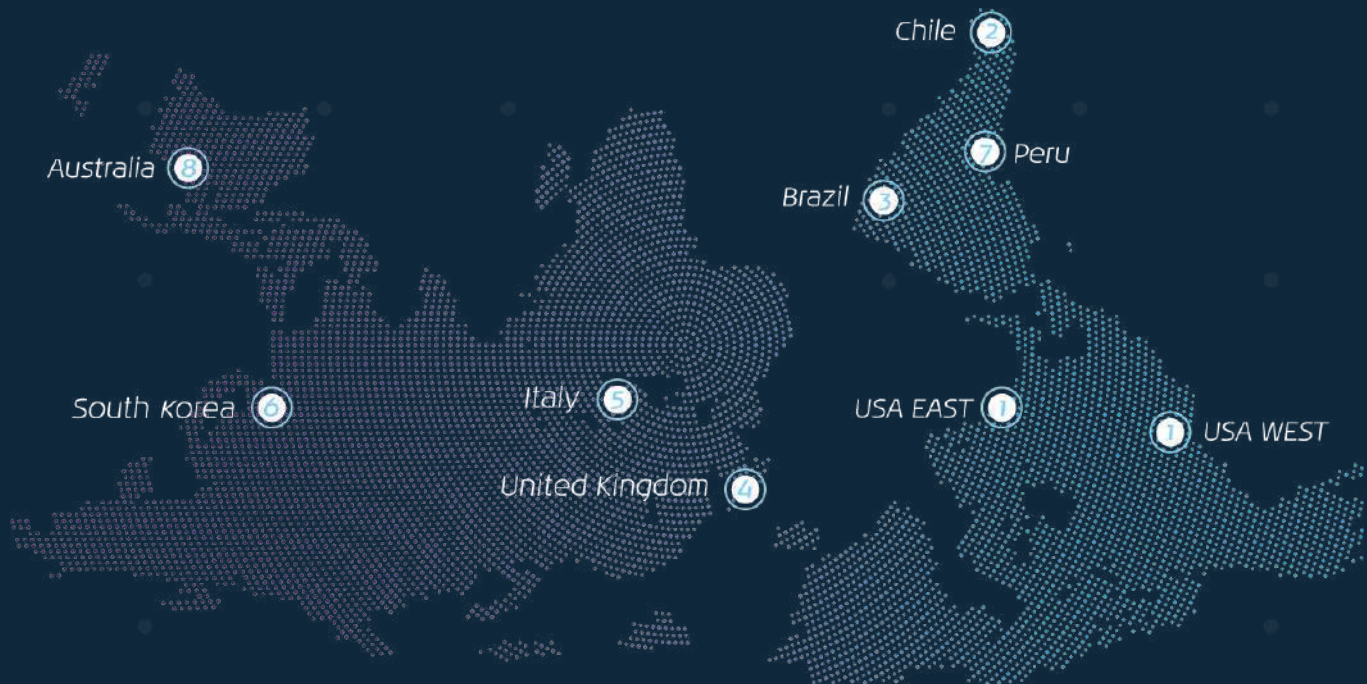 Chile 2
7 Peru
Australia 8
Brazil 3
Italy 5
South Korea 6
USA EAST 1
1 USA WEST
United Kingdom 4